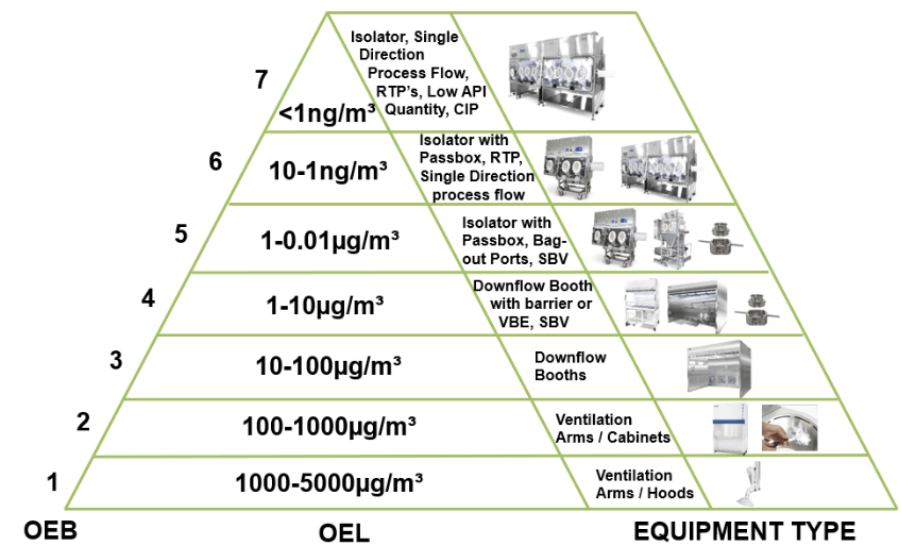 7
<1ng/m³
Isolator, Single
Direction
Process Flow,
RTP's, Low API
Quantity, CIP
6
10-1ng/m³
Isolator with
Passbox, RTP,
Single Direction
process flow
5
1-0.01µg/m³
Isolator with
Passbox, Bag-
out Ports, SBV
4
1-10µg/m³
Downflow Booth
with barrier or
VBE, SBV
3
10-100µg/m³
Downflow
Booths
2
100-1000µg/m³
Ventilation
Arms / Cabinets
1
1000-5000µg/m³
Ventilation
Arms / Hoods
OEB
OEL
EQUIPMENT TYPE